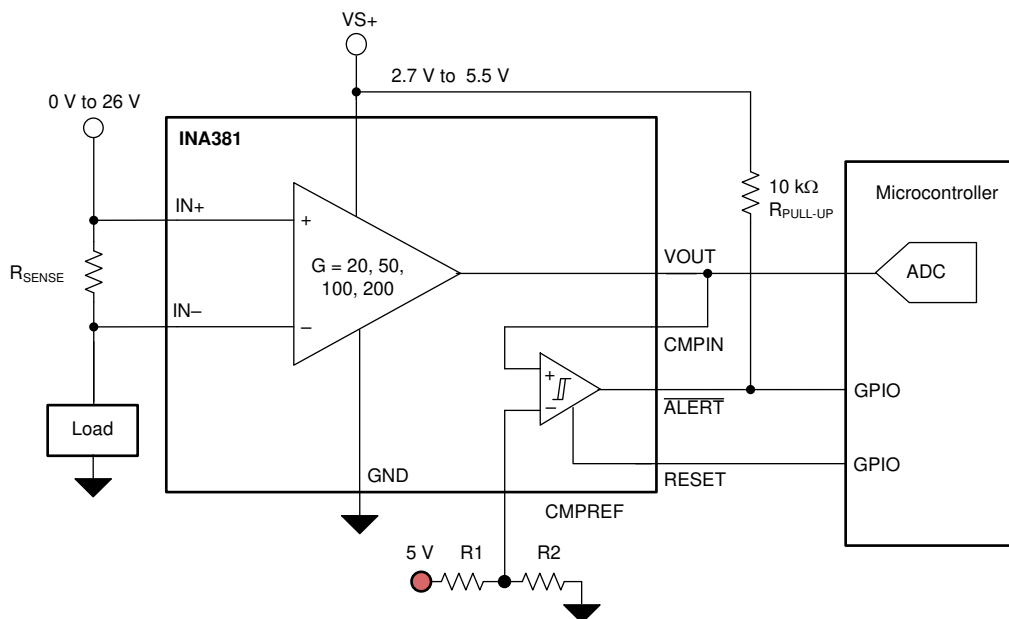 VS+
2.7 V to 5.5 V
0 V to 26 V
INA381
IN+
+
G = 20, 50,
100, 200
RSENSE
IN–
–
10 kΩ
RPULL-UP
Microcontroller
VOUT
ADC
CMPIN
+
–
ALERT
GPIO
Load
GND
RESET
GPIO
CMPREF
5 V
R1
R2